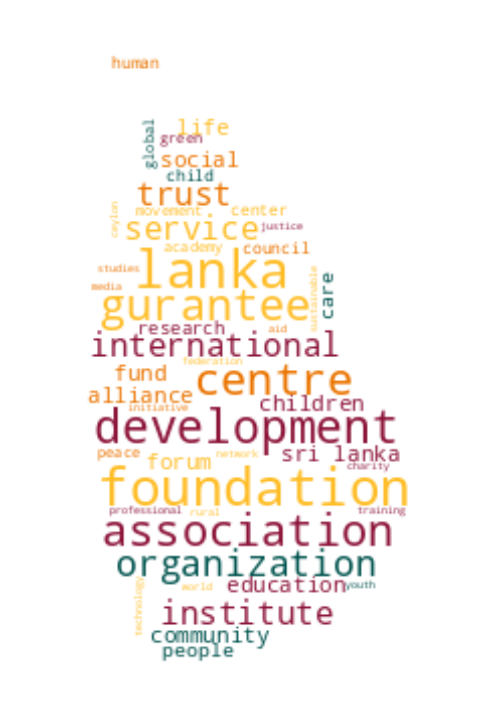 human
global
life
green
social
child
trust
movement center
ceylon
service justice
academy council
lanka
studies
media
sustainable
care
gurantee
research aid
international
federation
fund centre
alliance children
initiative
development
peace sri lanka
forum network
charity
foundation
professional rural training
association
organization
technology
world education youth
institute
community
people